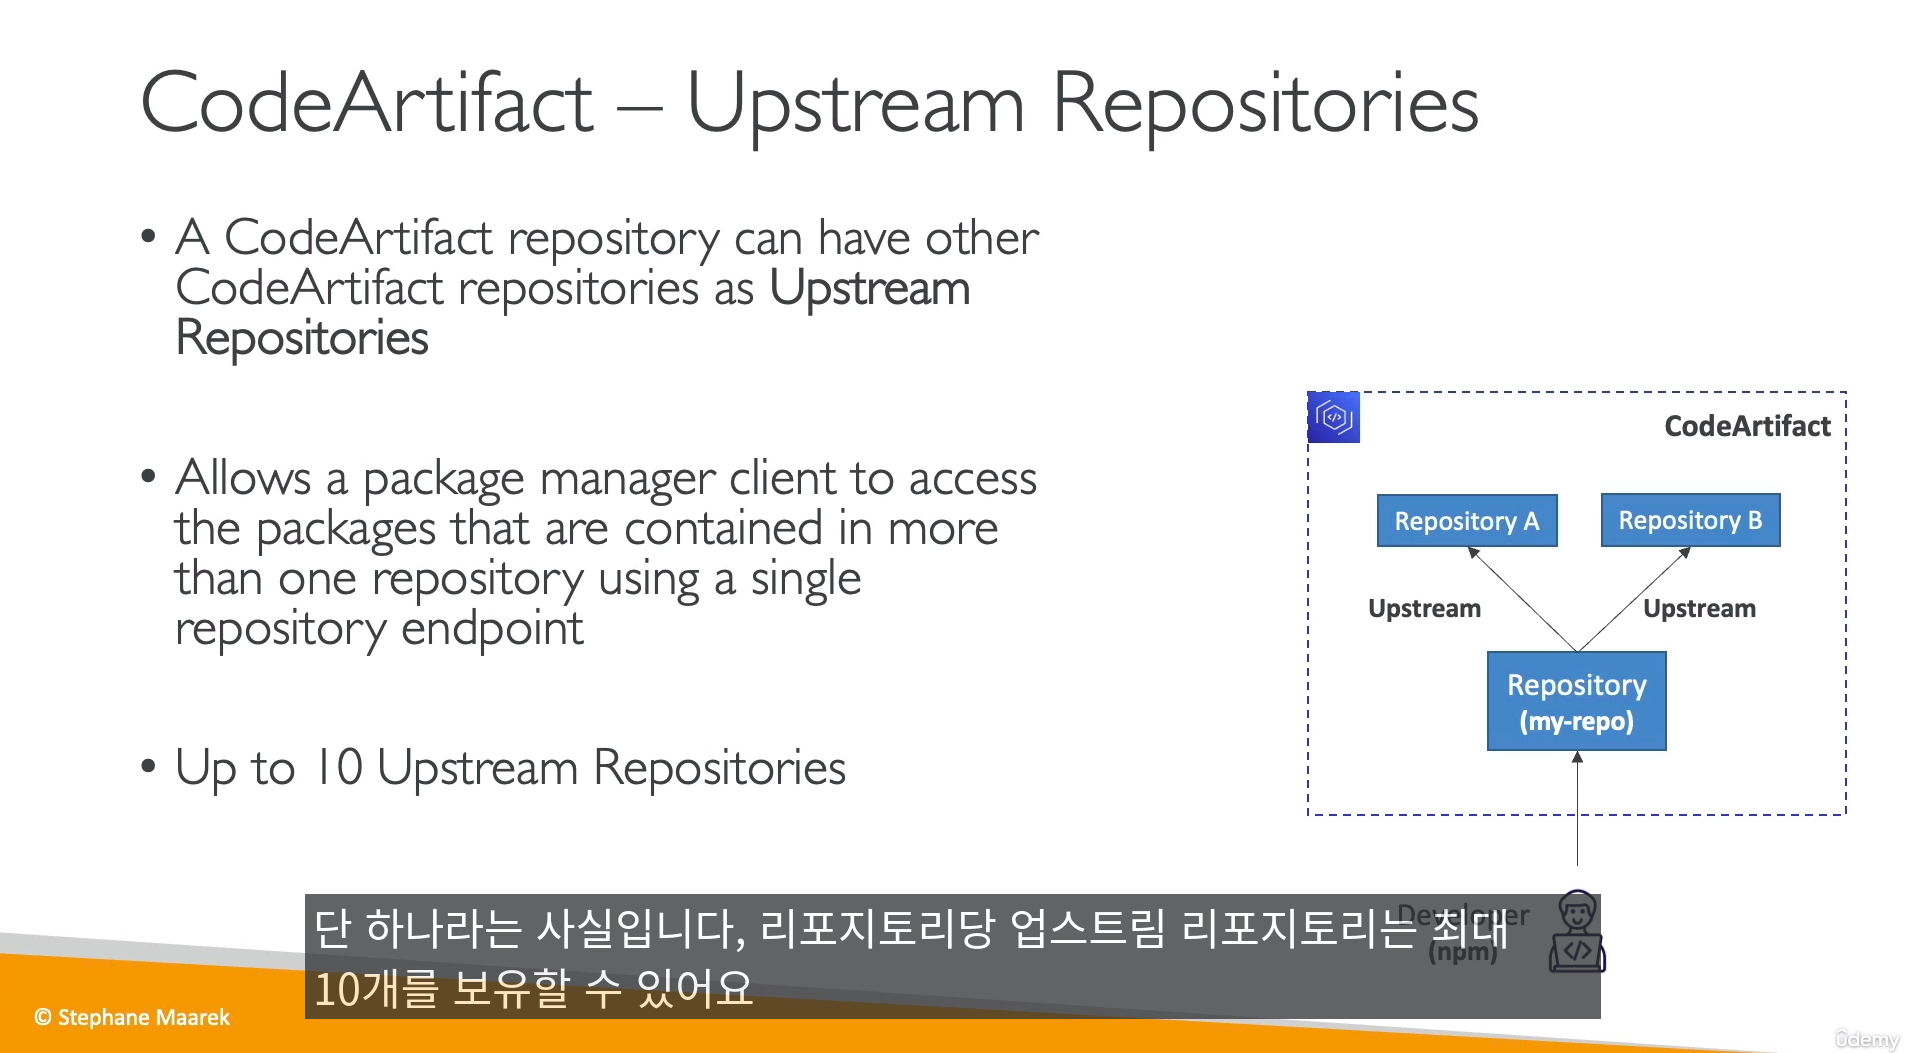 CodeArtifact – Upstream Repositories
• A CodeArtifact repository can have other
CodeArtifact repositories as Upstream
Repositories
• Allows a package manager client to access
the packages that are contained in more
than one repository using a single
repository endpoint
• Up to 10 Upstream Repositories
CodeArtifact
Repository A
Repository B
Upstream
Upstream
Repository
(my-repo)
Developer
(npm)
단 하나라는 사실입니다, 리포지토리당 업스트림 리포지토리는 최대
10개를 보유할 수 있어요
© Stephane Maarek
ûdemy